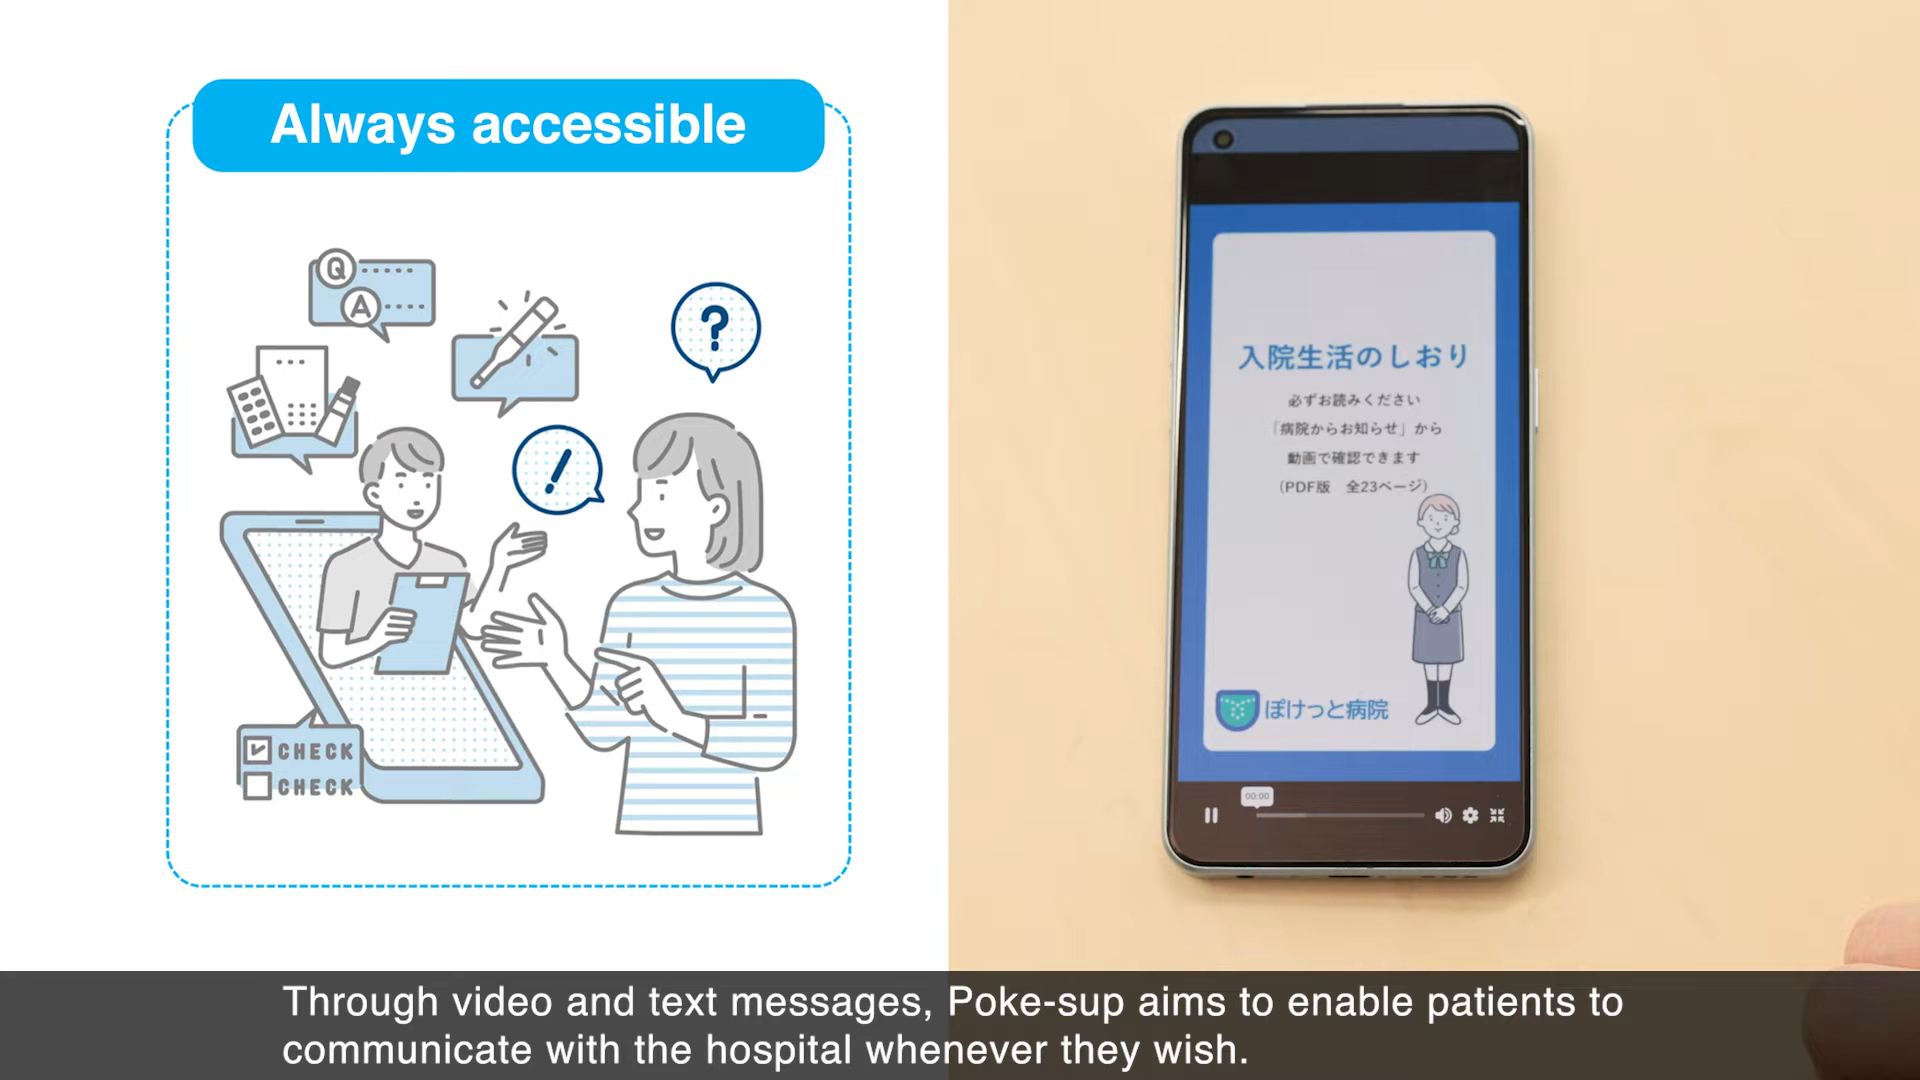 Always accessible
Q
A
?
!
CHECK
CHECK
入院生活のしおり
必ずお読みください
「病院からお知らせ」から
動画で確認できます
(PDF版 全23ページ)
ぽけっと病院
00:00
Through video and text messages, Poke-sup aims to enable patients to
communicate with the hospital whenever they wish.